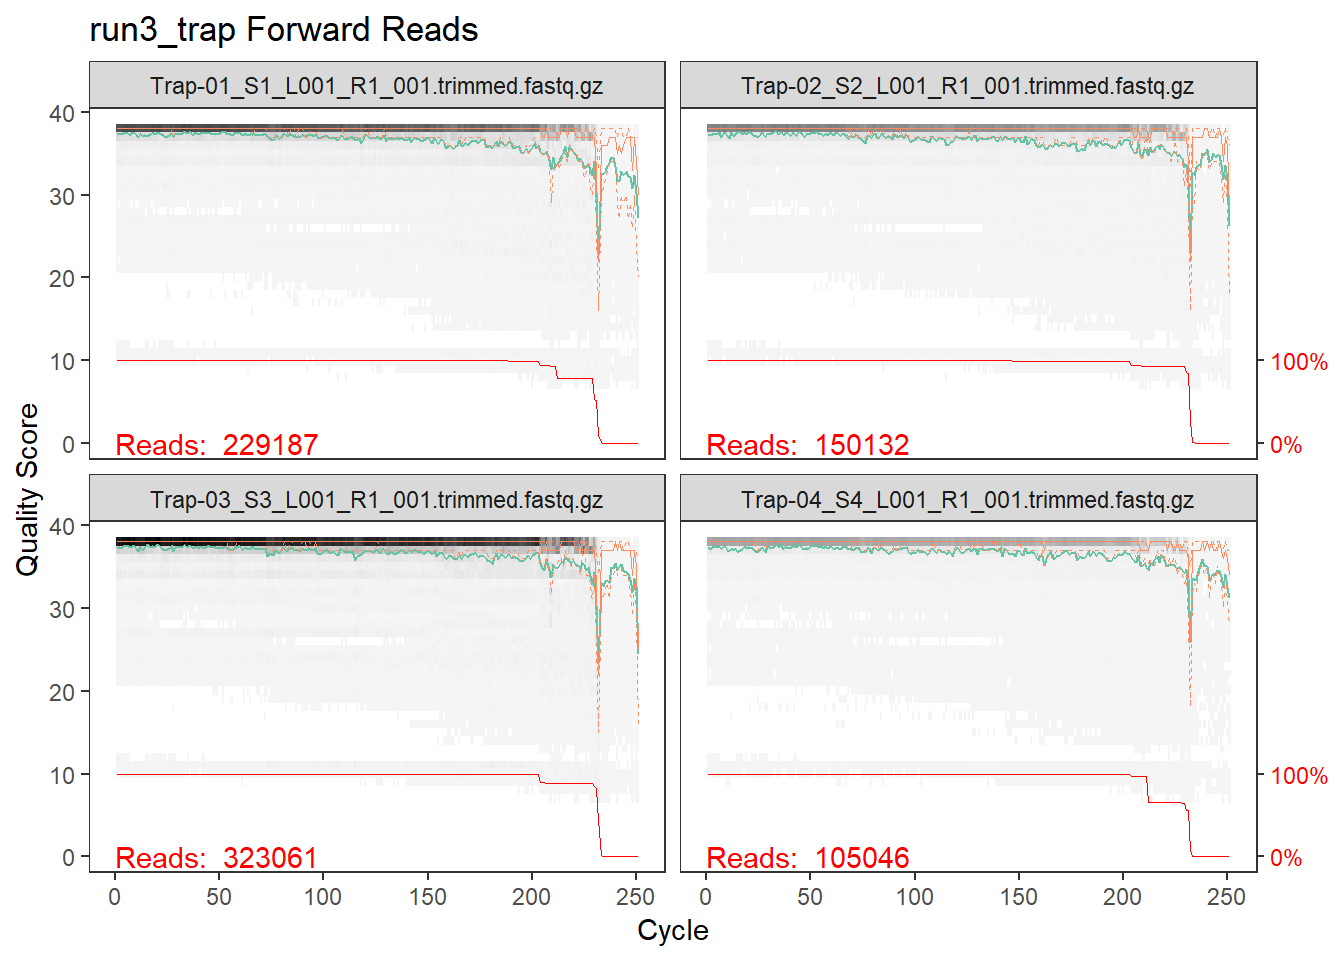 run3_trap Forward Reads
Trap-01_S1_L001_R1_001.trimmed.fastq.gz
Trap-02_S2_L001_R1_001.trimmed.fastq.gz
40
30
20
10
0
Reads: 229187
Reads: 150132
100%
0%
Quality Score
Trap-03_S3_L001_R1_001.trimmed.fastq.gz
Trap-04_S4_L001_R1_001.trimmed.fastq.gz
40
30
20
10
0
Reads: 323061
Reads: 105046
100%
0%
0 50 100 150 200 250
0 50 100 150 200 250
Cycle